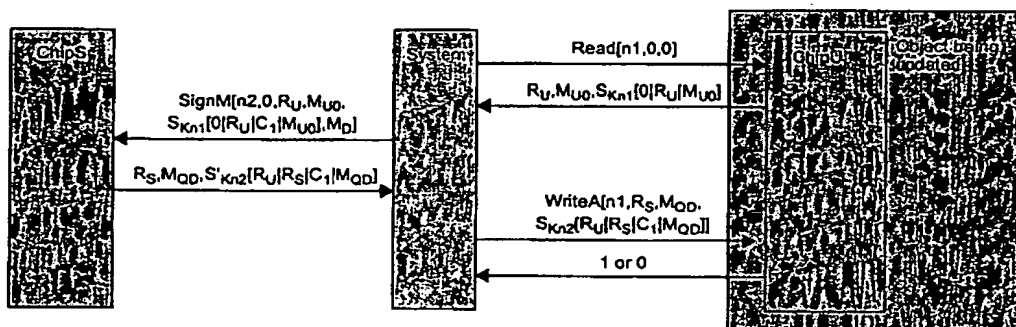 ChipS
System
ChipU
Object being
updated
Read[n1,0,0]
R_U,M_U0,S_Kn1[0|R_U|M_U0]
SignM[n2,0,R_U,M_U0,
S_Kn1[0|R_U|C_1|M_U0],M_D]
R_S,M_QD,S'_Kn2[R_U|R_S|C_1|M_QD]
WriteA[n1,R_S,M_QD,
S_Kn2[R_U|R_S|C_1|M_QD]]
1 or 0